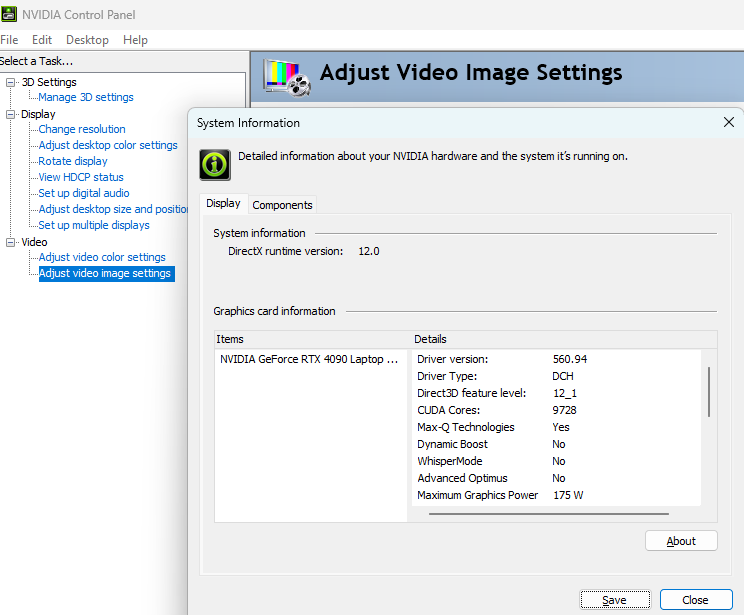 NVIDIA Control Panel
File Edit Desktop Help
Select a Task...
3D Settings
Manage 3D settings
Display
Change resolution
Adjust desktop color settings
Rotate display
View HDCP status
Set up digital audio
Adjust desktop size and position
Set up multiple displays
Video
Adjust video color settings
Adjust video image settings
Adjust Video Image Settings
System Information
Detailed information about your NVIDIA hardware and the system it's running on.
Display Components
System information
DirectX runtime version: 12.0
Graphics card information
Items Details
NVIDIA GeForce RTX 4090 Laptop ...
Driver version: 560.94
Driver Type: DCH
Direct3D feature level: 12_1
CUDA Cores: 9728
Max-Q Technologies Yes
Dynamic Boost No
WhisperMode No
Advanced Optimus No
Maximum Graphics Power 175 W
About
Save Close